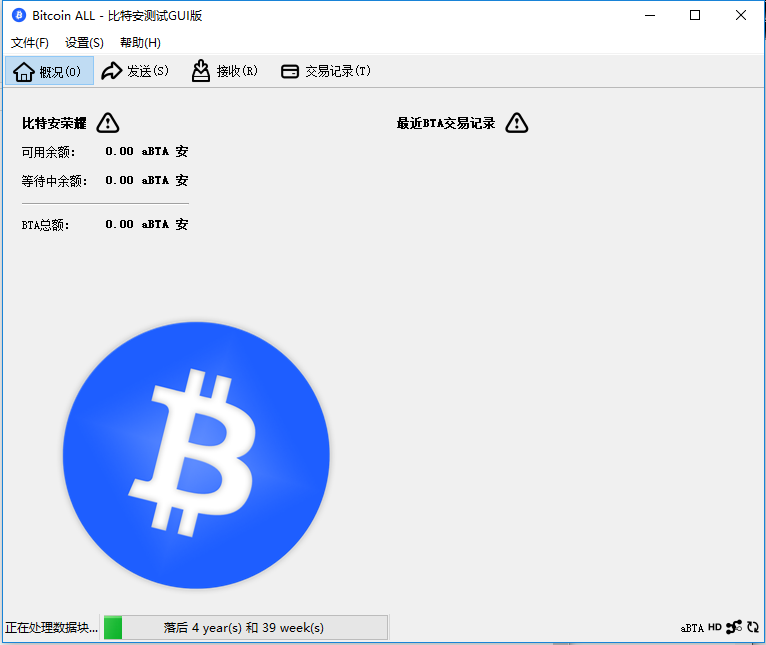 Bitcoin ALL - 比特安测试GUI版
文件(F) 设置(S) 帮助(H)
概况(O) 发送(S) 接收(R) 交易记录(T)
比特安荣耀
可用余额: 0.00 aBTA 安
等待中余额: 0.00 aBTA 安
BTA总额: 0.00 aBTA 安
最近BTA交易记录
正在处理数据块... 落后 4 year(s) 和 39 week(s)
aBTA HD